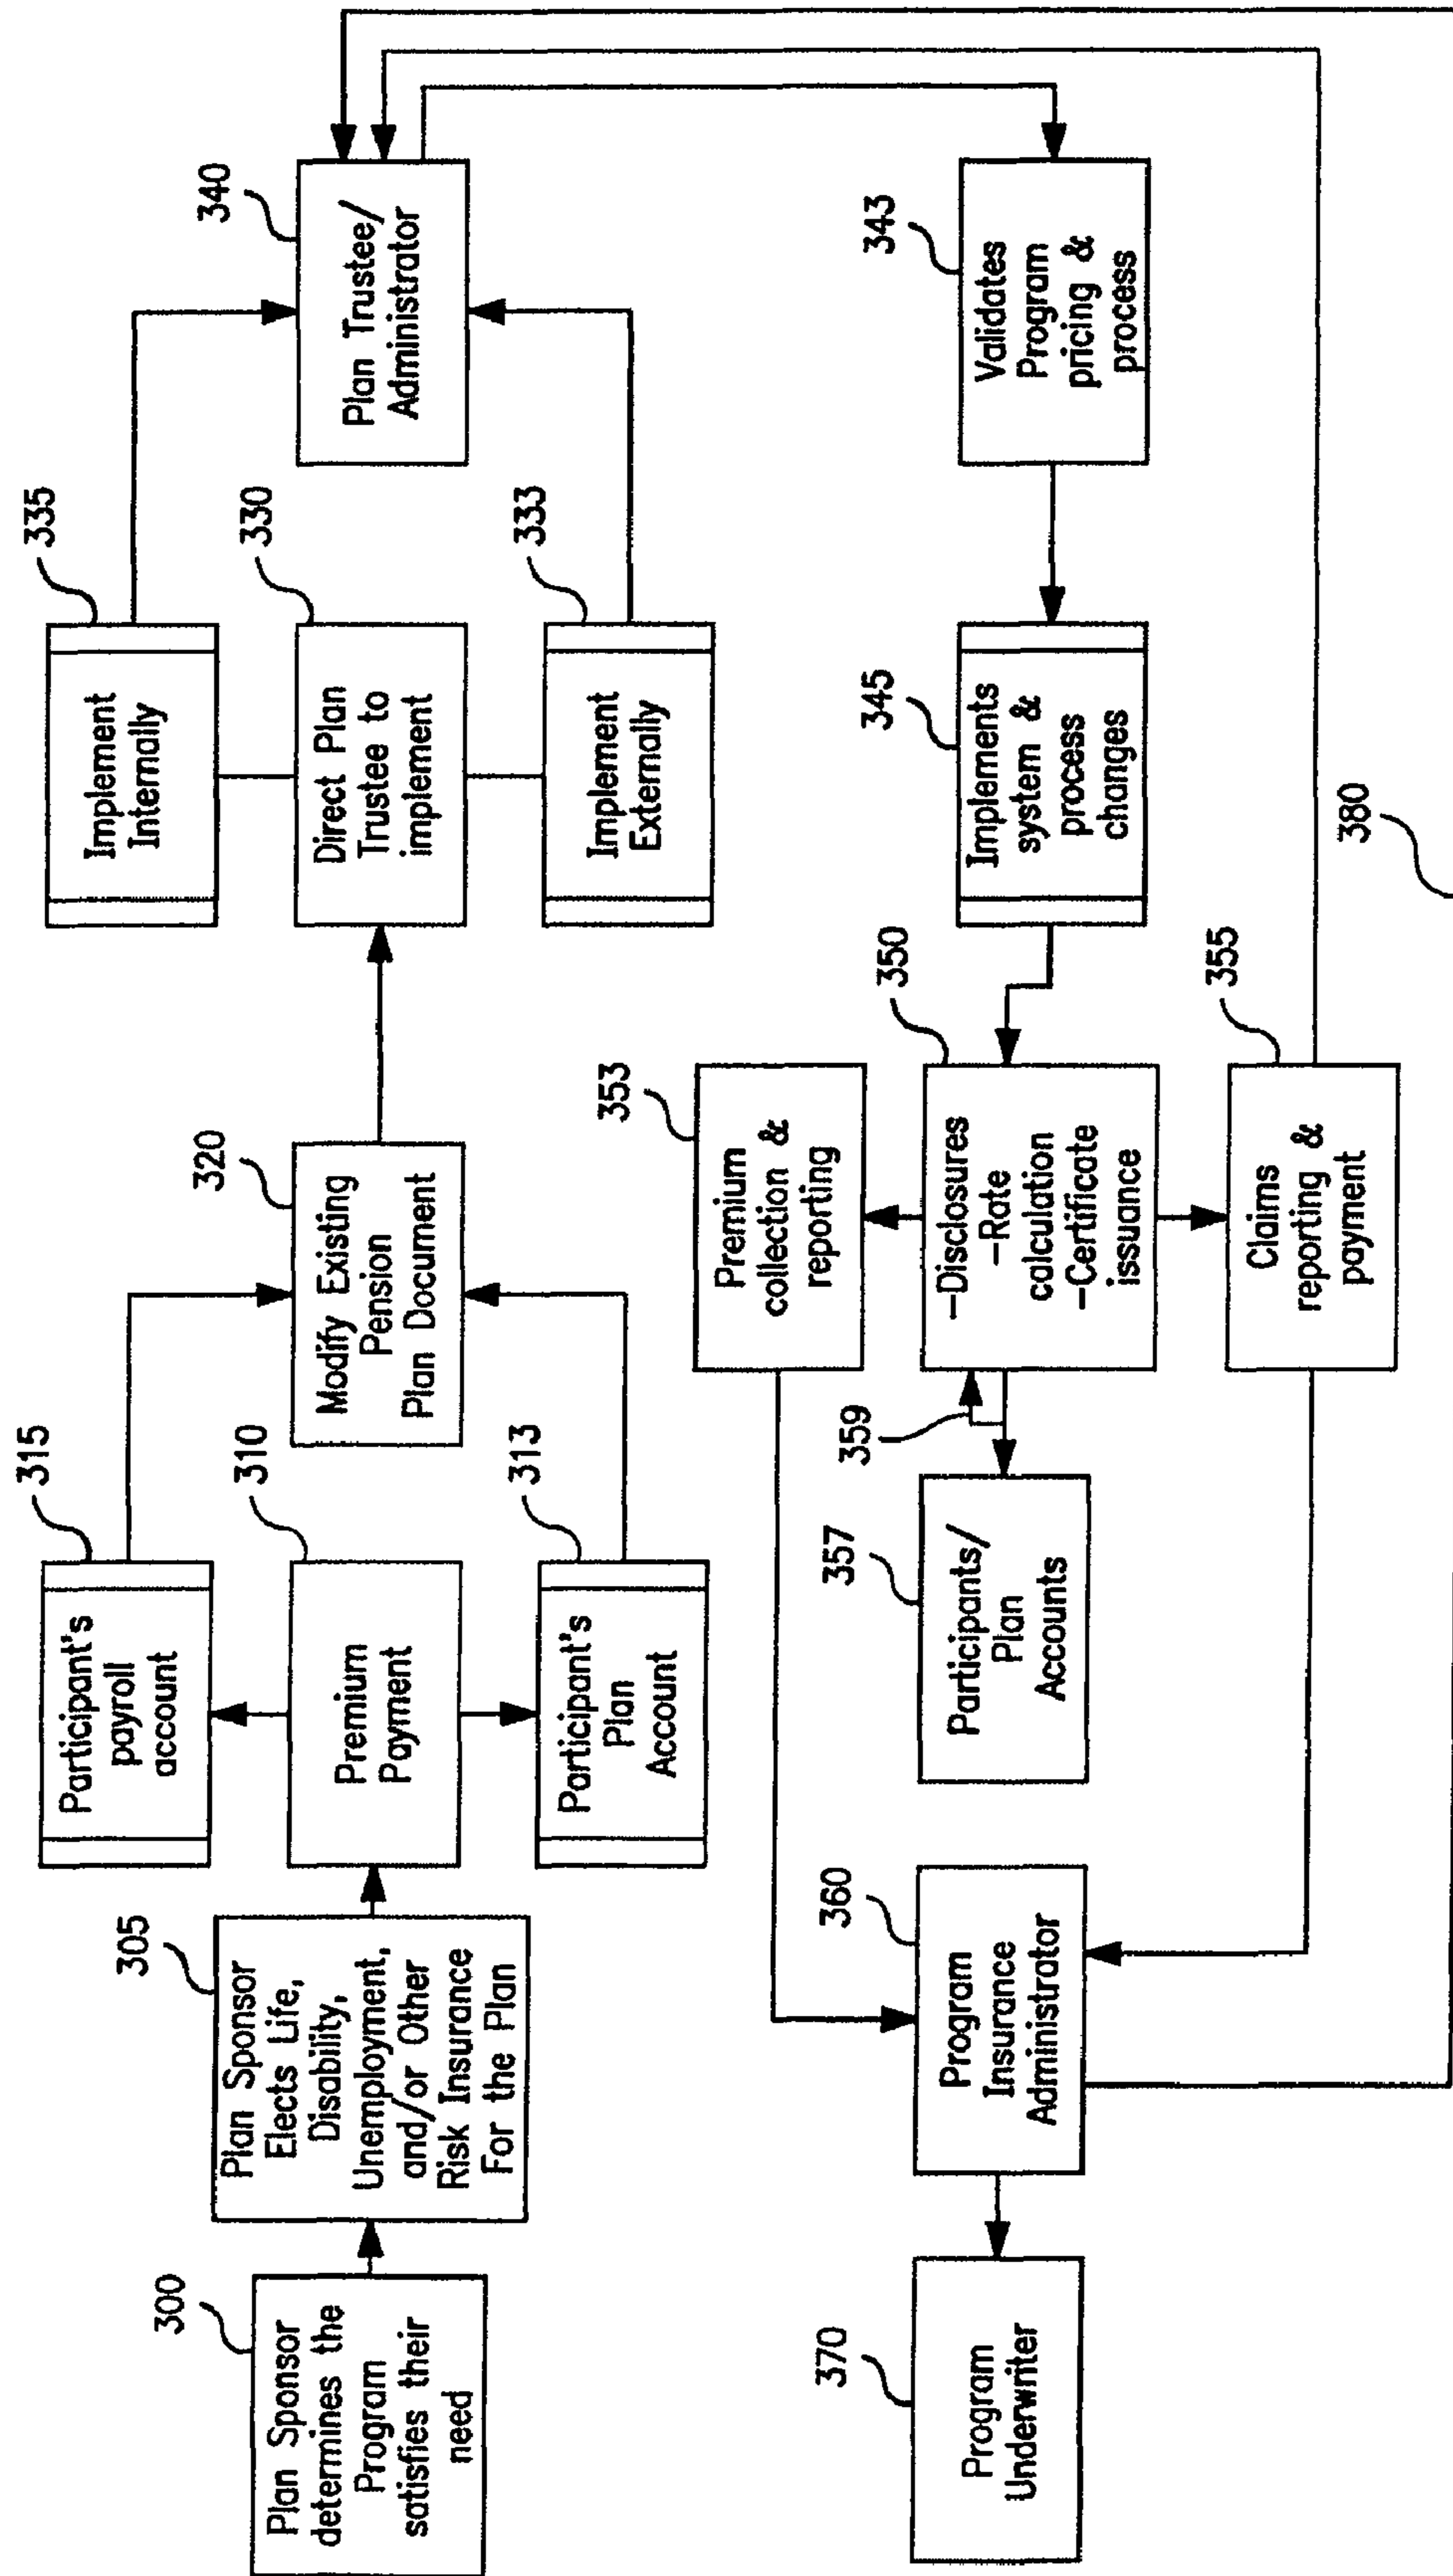 300
Plan Sponsor
determines the
Program
satisfies their
need
305
Plan Sponsor
Elects Life,
Disability,
Unemployment,
and/or Other
Risk Insurance
For the Plan
315
Participant's
payroll
account
310
Premium
Payment
313
Participant's
Plan
Account
320
Modify Existing
Pension
Plan Document
335
Implement
Internally
330
Direct Plan
Trustee to
implement
333
Implement
Externally
340
Plan Trustee/
Administrator
343
Validates
Program
pricing &
process
345
Implements
system &
process
changes
350
-Disclosures
-Rate
calculation
-Certificate
issuance
353
Premium
collection &
reporting
355
Claims
reporting &
payment
359
357
Participants/
Plan
Accounts
360
Program
Insurance
Administrator
370
Program
Underwriter
380